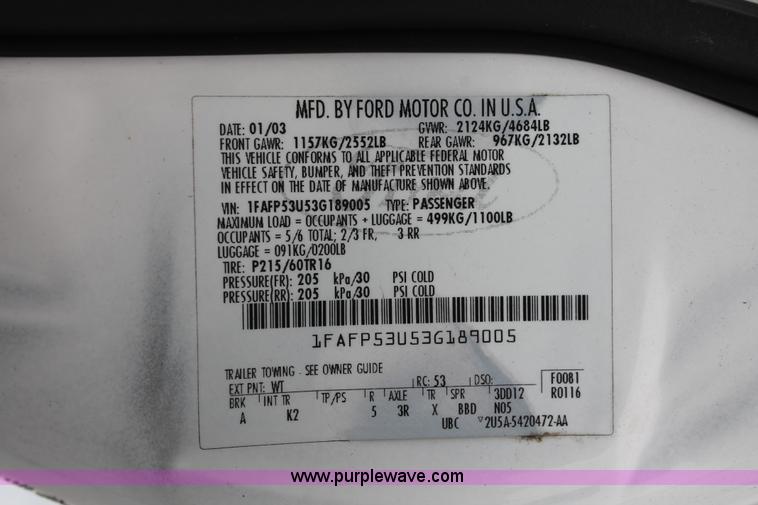 MFD. BY FORD MOTOR CO. IN U.S.A.
DATE: 01/03 GVWR: 2124KG/4684LB
FRONT GAWR: 1157KG/2552LB REAR GAWR: 967KG/2132LB
THIS VEHICLE CONFORMS TO ALL APPLICABLE FEDERAL MOTOR
VEHICLE SAFETY, BUMPER, AND THEFT PREVENTION STANDARDS
IN EFFECT ON THE DATE OF MANUFACTURE SHOWN ABOVE.
VIN: 1FAFP53U53G189005 TYPE: PASSENGER
MAXIMUM LOAD = OCCUPANTS + LUGGAGE = 499KG/1100LB
OCCUPANTS = 5/6 TOTAL; 2/3 FR, 3 RR
LUGGAGE = 091KG/0200LB
TIRE: P215/60TR16
PRESSURE(FR): 205 kPa/30 PSI COLD
PRESSURE(RR): 205 kPa/30 PSI COLD
1FAFP53U53G189005
TRAILER TOWING - SEE OWNER GUIDE
EXT PNT: WT RC: 53 DSO: F0081
BRK INT TR TP/PS R AXLE TR SPR 3DD12 R0116
A K2 5 3R X BBD N05
UBC 2U5A-5420472-AA
www.purplewave.com